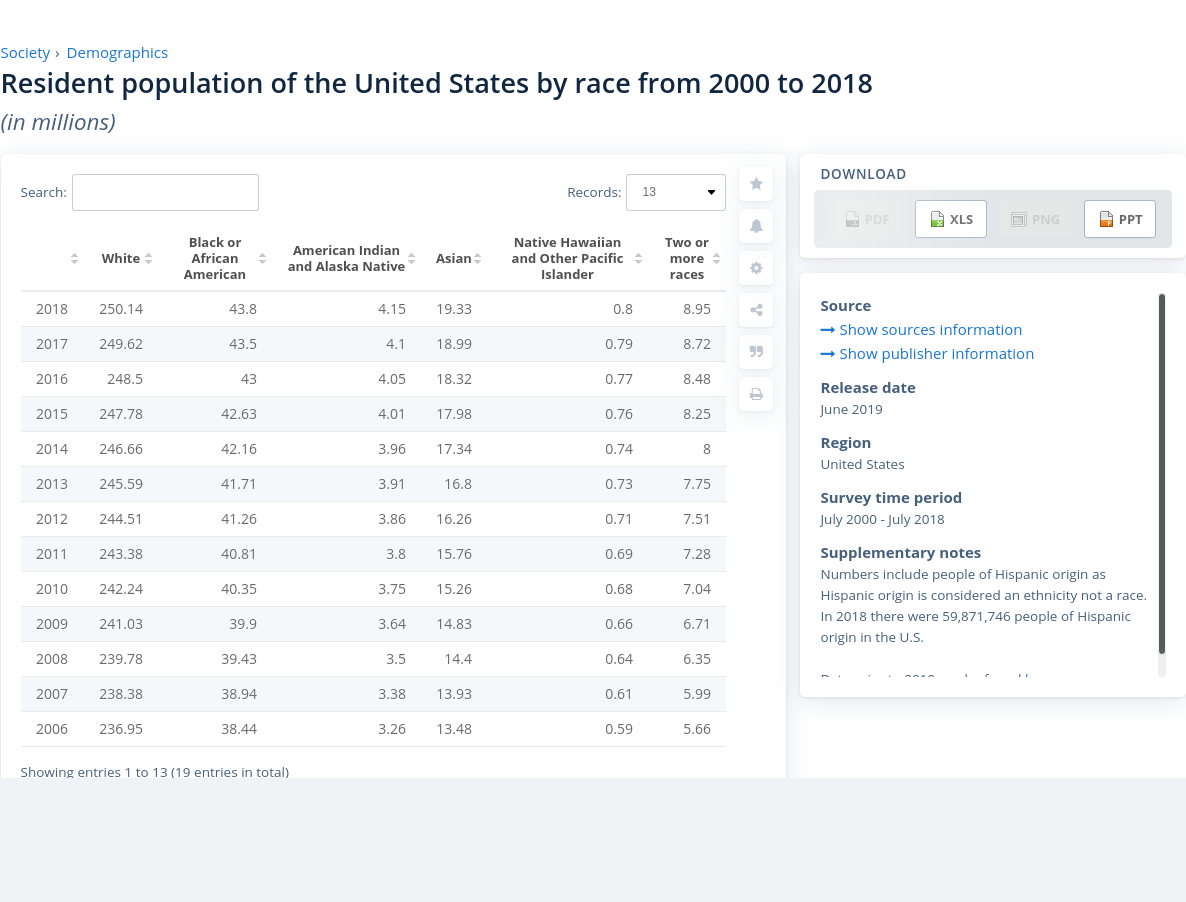 Society › Demographics
Resident population of the United States by race from 2000 to 2018
(in millions)
Search:
Records: 13
White
Black or African American
American Indian and Alaska Native
Asian
Native Hawaiian and Other Pacific Islander
Two or more races
2018 250.14 43.8 4.15 19.33 0.8 8.95
2017 249.62 43.5 4.1 18.99 0.79 8.72
2016 248.5 43 4.05 18.32 0.77 8.48
2015 247.78 42.63 4.01 17.98 0.76 8.25
2014 246.66 42.16 3.96 17.34 0.74 8
2013 245.59 41.71 3.91 16.8 0.73 7.75
2012 244.51 41.26 3.86 16.26 0.71 7.51
2011 243.38 40.81 3.8 15.76 0.69 7.28
2010 242.24 40.35 3.75 15.26 0.68 7.04
2009 241.03 39.9 3.64 14.83 0.66 6.71
2008 239.78 39.43 3.5 14.4 0.64 6.35
2007 238.38 38.94 3.38 13.93 0.61 5.99
2006 236.95 38.44 3.26 13.48 0.59 5.66
Showing entries 1 to 13 (19 entries in total)
DOWNLOAD
PDF XLS PNG PPT
Source
Show sources information
Show publisher information
Release date
June 2019
Region
United States
Survey time period
July 2000 - July 2018
Supplementary notes
Numbers include people of Hispanic origin as
Hispanic origin is considered an ethnicity not a race.
In 2018 there were 59,871,746 people of Hispanic
origin in the U.S.